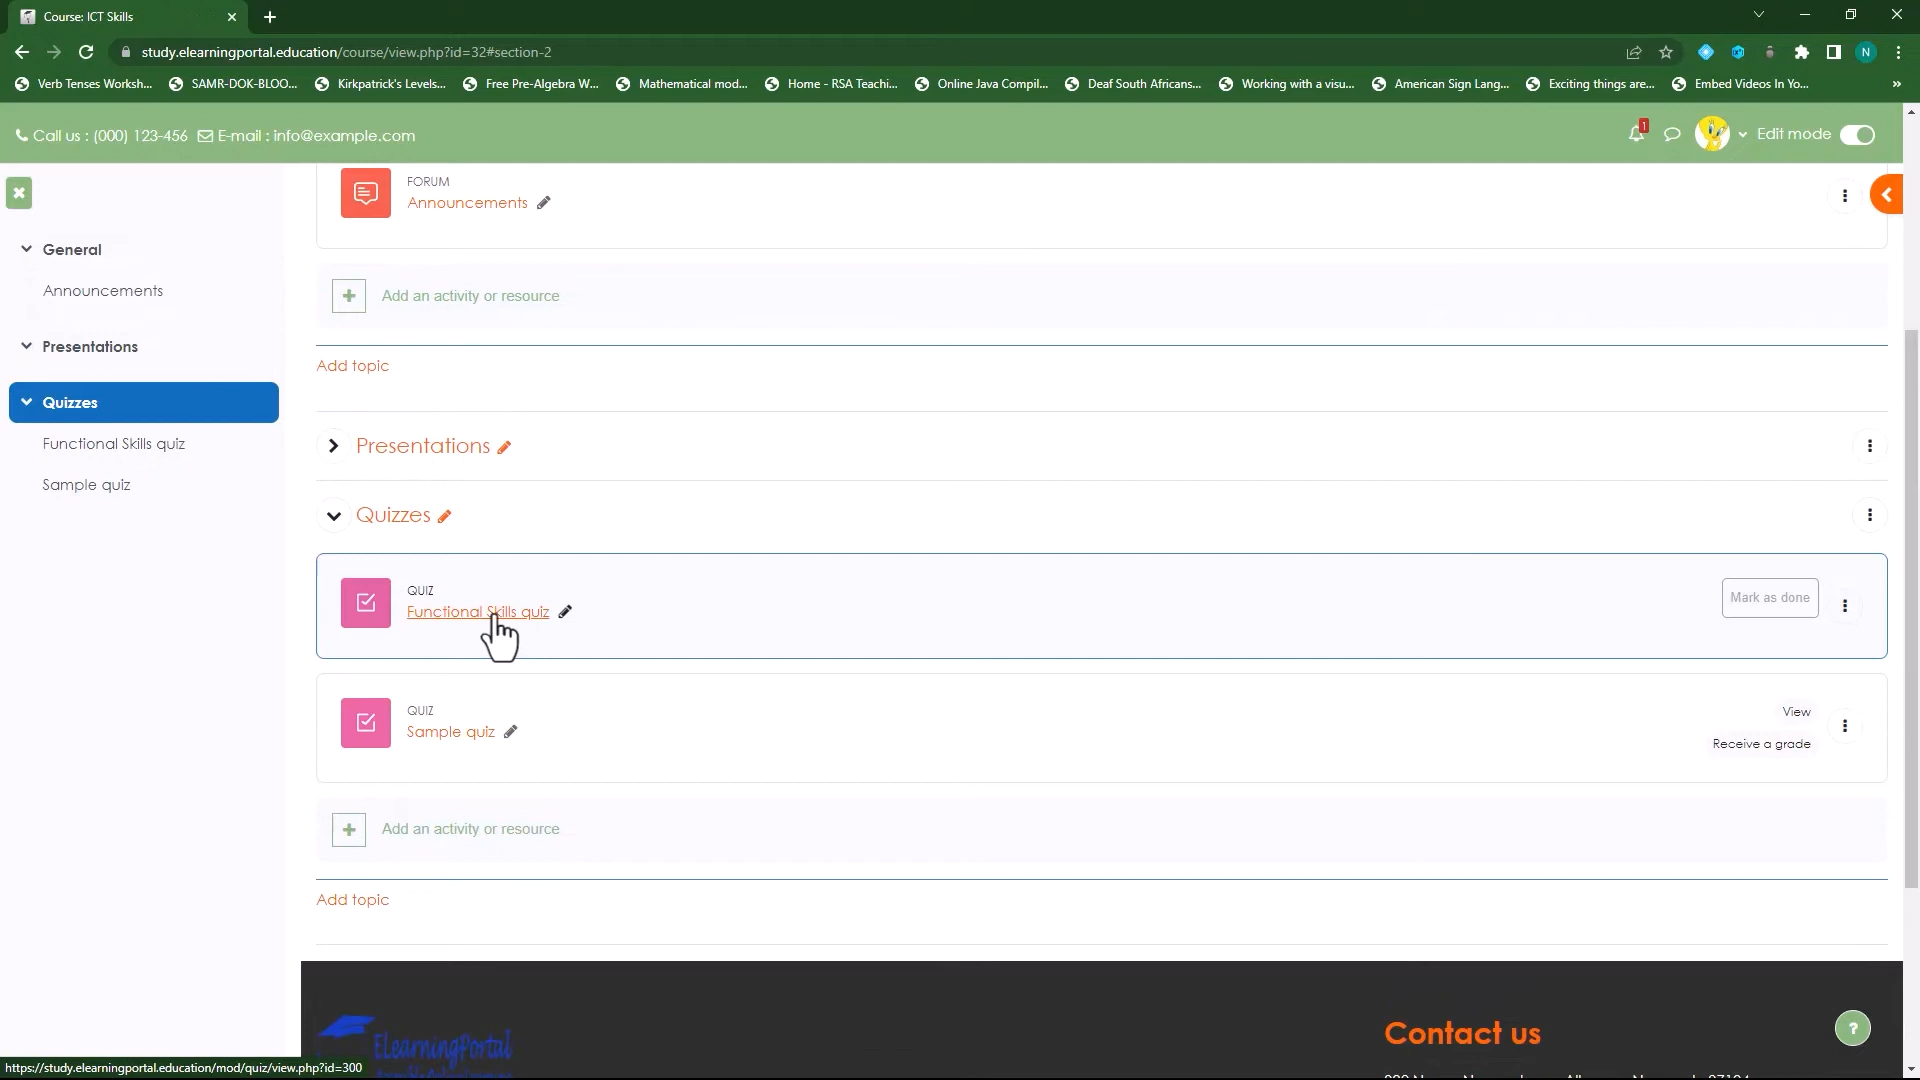 Course: ICT Skills
study.elearningportal.education/course/view.php?id=32#section-2
N
Verb Tenses Worksh...
SAMR-DOK-BLOO...
Kirkpatrick's Levels...
Free Pre-Algebra W...
Mathematical mod...
Home - RSA Teachi...
Online Java Compil...
Deaf South Africans...
Working with a visu...
American Sign Lang...
Exciting things are...
Embed Videos In Yo...
»
Call us : (000) 123-456 E-mail : info@example.com
1
Edit mode
General
Announcements
Presentations
Quizzes
Functional Skills quiz
Sample quiz
FORUM
Announcements
Add an activity or resource
Add topic
Presentations
Quizzes
QUIZ
Functional Skills quiz
Mark as done
QUIZ
Sample quiz
View
Receive a grade
Add an activity or resource
Add topic
ElearningPortal
Contact us
?
https://study.elearningportal.education/mod/quiz/view.php?id=300